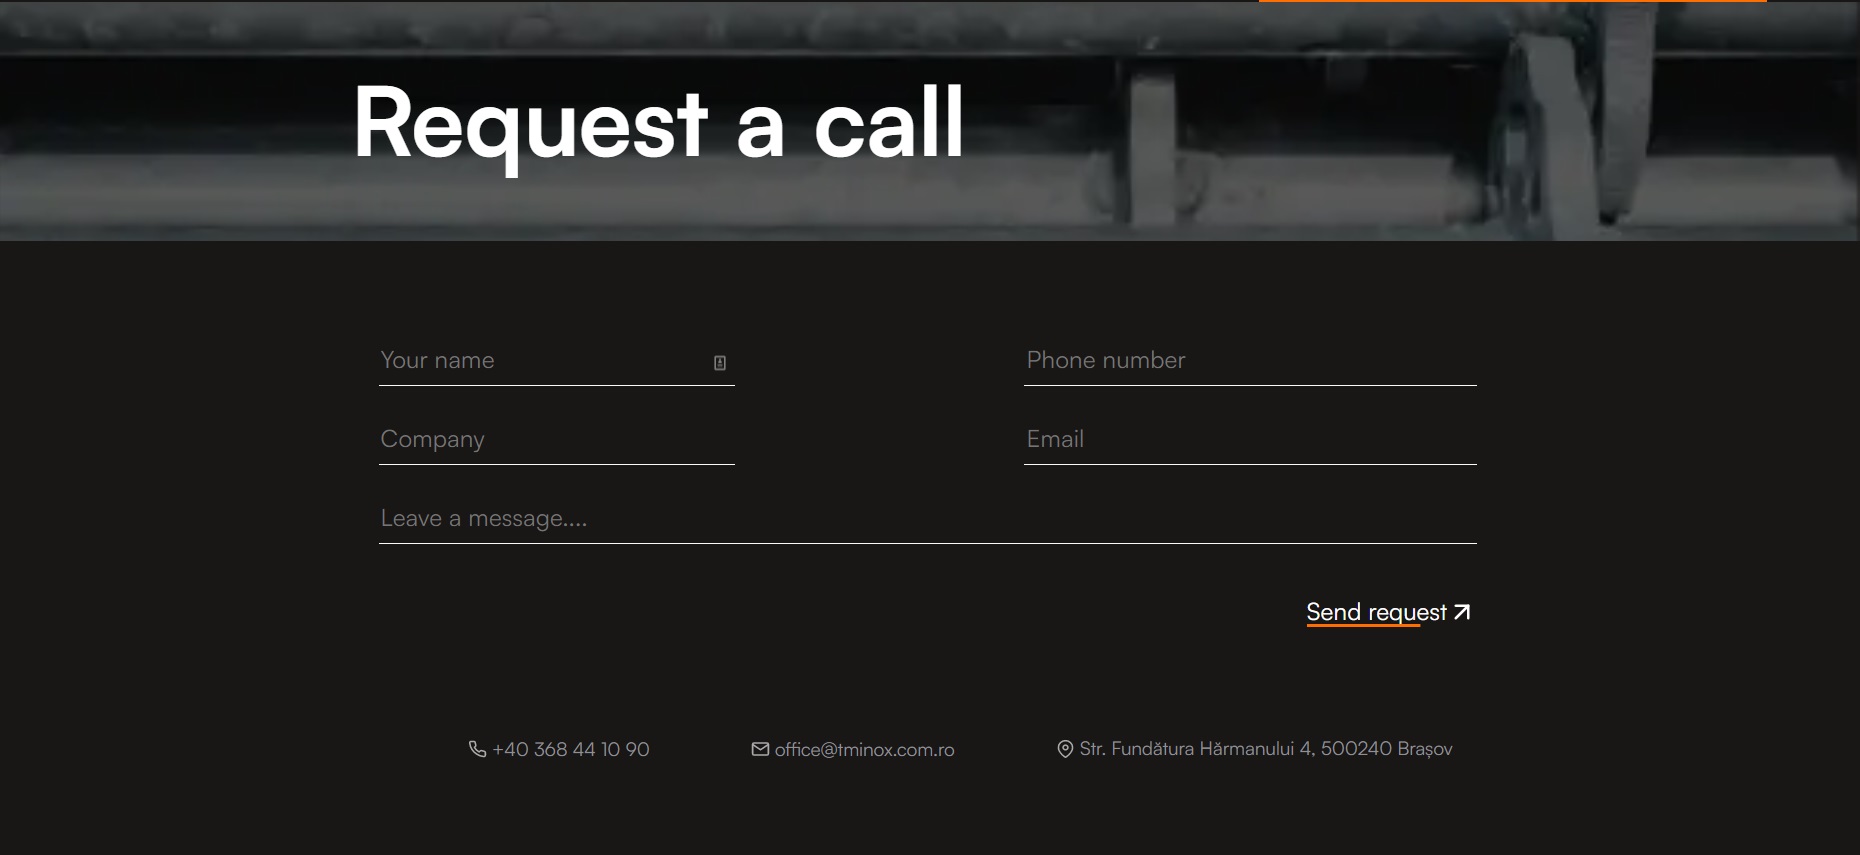 Request a call
Your name
Phone number
Company
Email
Leave a message....
Send request
+40 368 44 10 90
office@tminox.com.ro
Str. Fundătura Hărmanului 4, 500240 Brașov